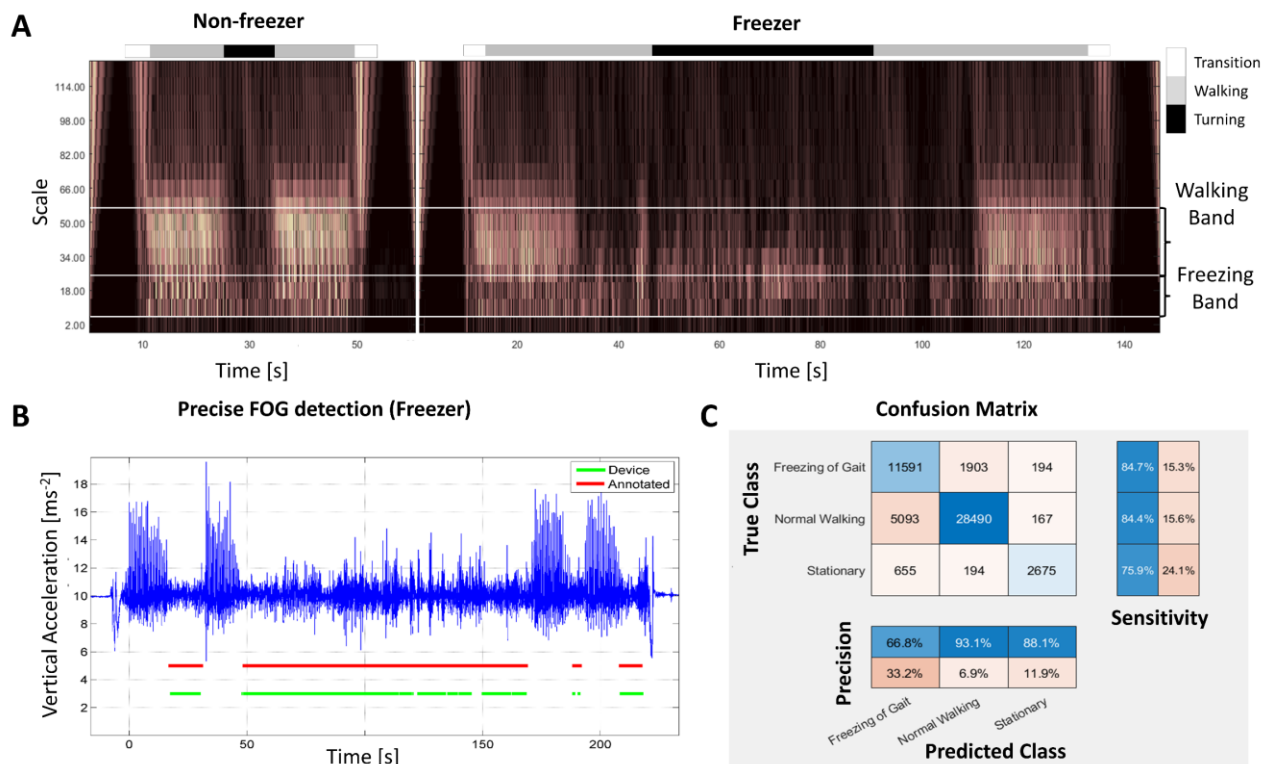 A
Non-freezer
Freezer
Transition
Walking
Turning
Scale
114.00
98.00
82.00
66.00
50.00
34.00
18.00
2.00
Walking
Band
Freezing
Band
10
30
50
20
40
60
80
100
120
140
Time [s]
Time [s]
B
Precise FOG detection (Freezer)
Vertical Acceleration [ms-2]
18
16
14
12
10
8
6
4
2
Device
Annotated
0
50
100
150
200
Time [s]
C
Confusion Matrix
True Class
Freezing of Gait
11591
1903
194
84.7%
15.3%
Normal Walking
5093
28490
167
84.4%
15.6%
Stationary
655
194
2675
75.9%
24.1%
Sensitivity
Precision
66.8%
93.1%
88.1%
33.2%
6.9%
11.9%
Freezing of Gait
Normal Walking
Stationary
Predicted Class